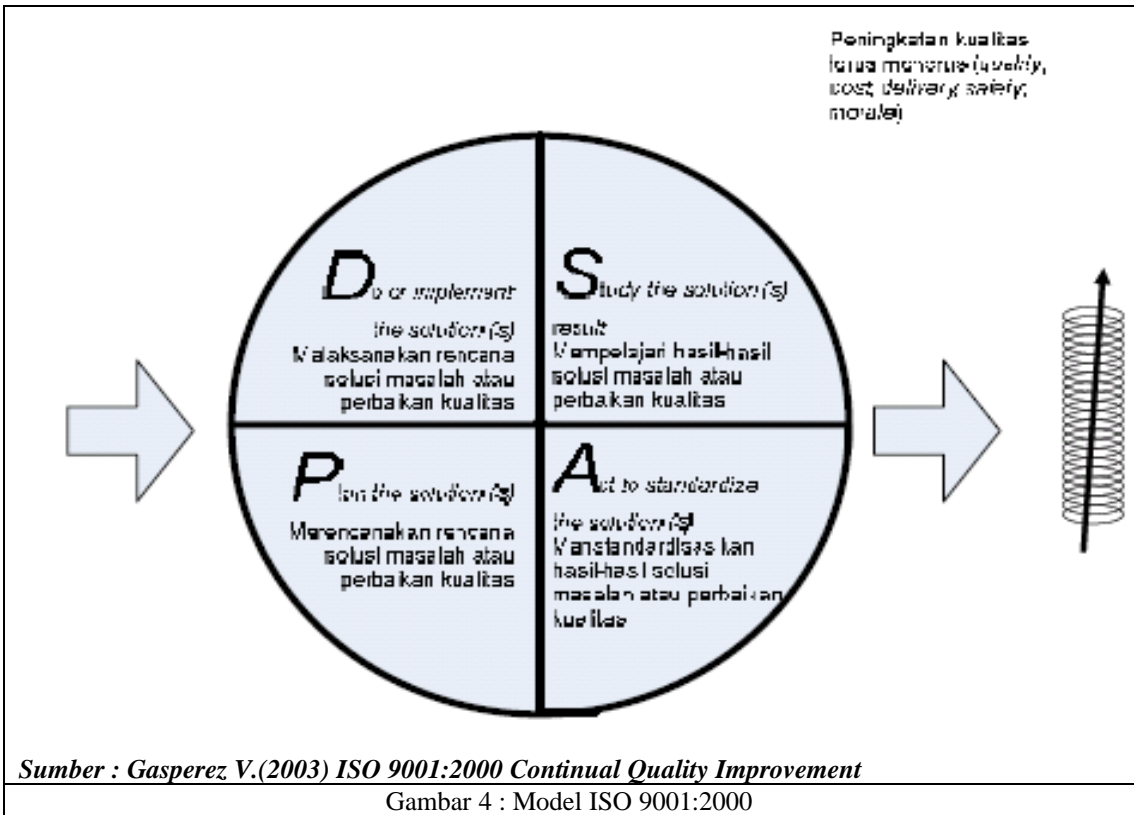 Peningkatan kualitas
terus menerus (quality,
cost, delivery, safety,
morale)
Do or implement
the solution (s)
Melaksanakan rencana
solusi masalah atau
perbaikan kualitas
Study the solution (s)
result
Mempelajari hasil-hasil
solusi masalah atau
perbaikan kualitas
Plan the solution (s)
Merencanakan rencana
solusi masalah atau
perbaikan kualitas
Act to standardize
the solution (s)
Menstandardisasikan
hasil-hasil solusi
masalah atau perbaikan
kualitas
Sumber : Gasperez V.(2003) ISO 9001:2000 Continual Quality Improvement
Gambar 4 : Model ISO 9001:2000